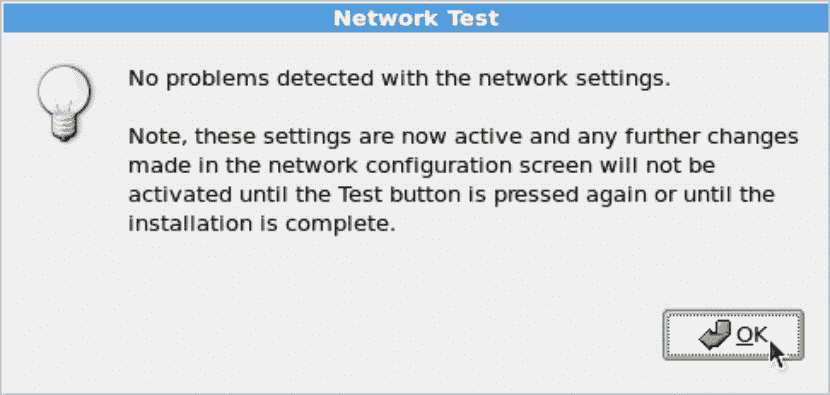 Network Test
No problems detected with the network settings.
Note, these settings are now active and any further changes
made in the network configuration screen will not be
activated until the Test button is pressed again or until the
installation is complete.
OK